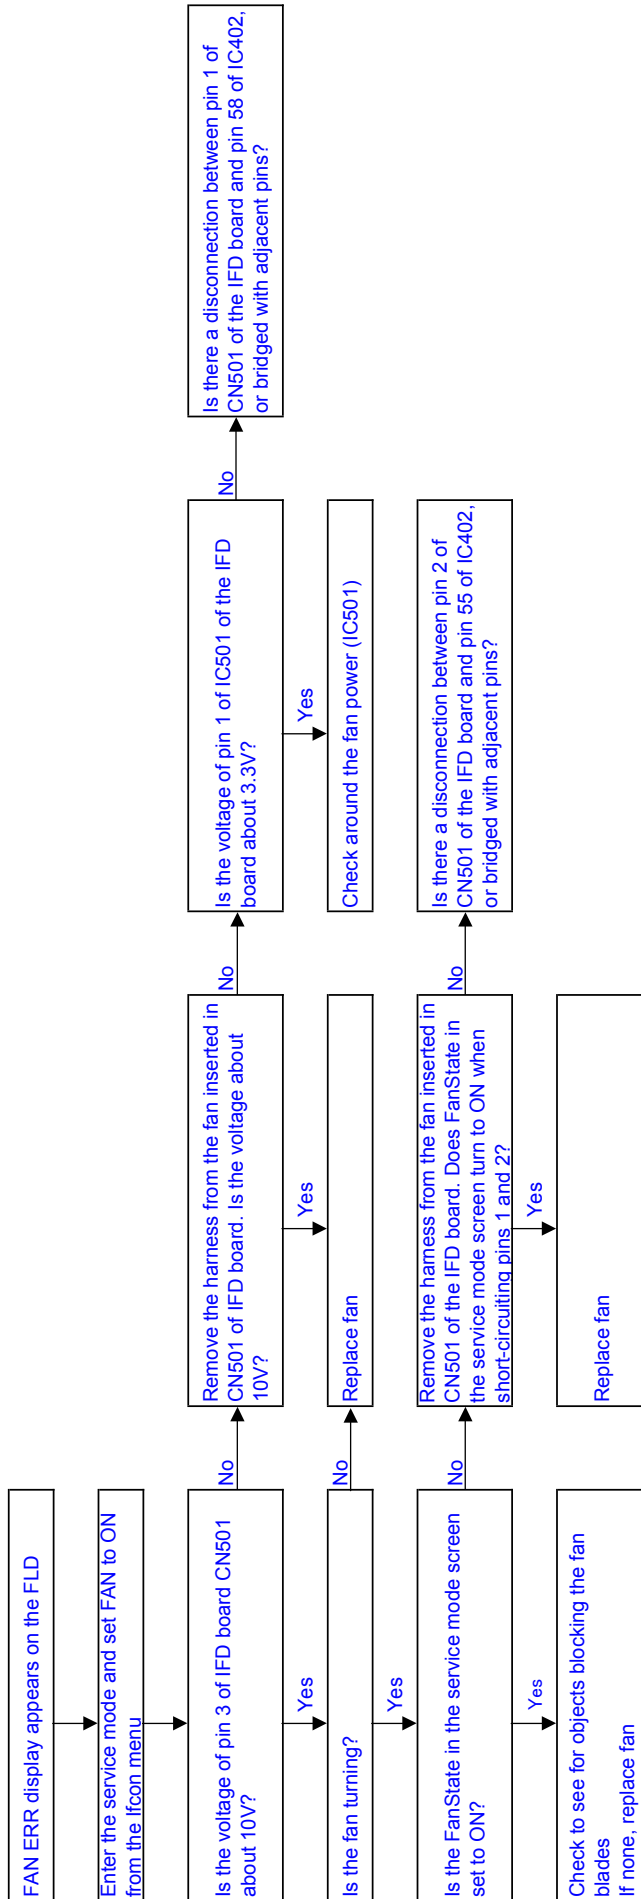 FAN ERR display appears on the FLD
Enter the service mode and set FAN to ON
from the Ifcon menu
Is the voltage of pin 3 of IFD board CN501
about 10V?
No
Remove the harness from the fan inserted in
CN501 of IFD board. Is the voltage about
10V?
No
Is the voltage of pin 1 of IC501 of the IFD
board about 3.3V?
No
Is there a disconnection between pin 1 of
CN501 of the IFD board and pin 58 of IC402,
or bridged with adjacent pins?
Yes
Yes
Yes
Is the fan turning?
No
Replace fan
Check around the fan power (IC501)
Yes
Is the FanState in the service mode screen
set to ON?
No
Remove the harness from the fan inserted in
CN501 of the IFD board. Does FanState in
the service mode screen turn to ON when
short-circuiting pins 1 and 2?
No
Is there a disconnection between pin 2 of
CN501 of the IFD board and pin 55 of IC402,
or bridged with adjacent pins?
Yes
Yes
Check to see for objects blocking the fan
blades
If none, replace fan
Replace fan